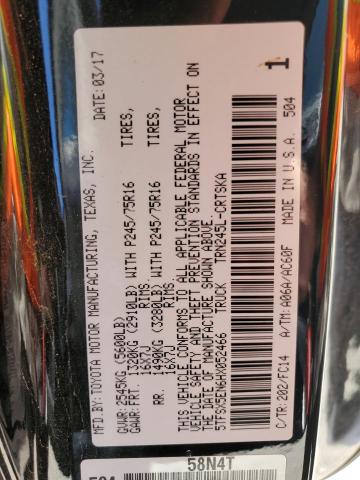 MFD.BY:TOYOTA MOTOR MANUFACTURING, TEXAS, INC. DATE: 03/17
GVWR: 2545KG (5600LB)
GAWR: FRT. 1320KG (2910LB) WITH P245/75R16 TIRES,
16X7J RIMS
RR. 1490KG (3280LB) WITH P245/75R16 TIRES,
16X7J RIMS
THIS VEHICLE CONFORMS TO ALL APPLICABLE FEDERAL MOTOR
VEHICLE SAFETY AND THEFT PREVENTION STANDARDS IN EFFECT ON
THE DATE OF MANUFACTURE SHOWN ABOVE.
5TFSX5EN6HX052466 TRUCK TRN245L-CRTSKA
1
C/TR: 202/FC14 A/TM: A06A/AC60F MADE IN U.S.A. 504
58N4T